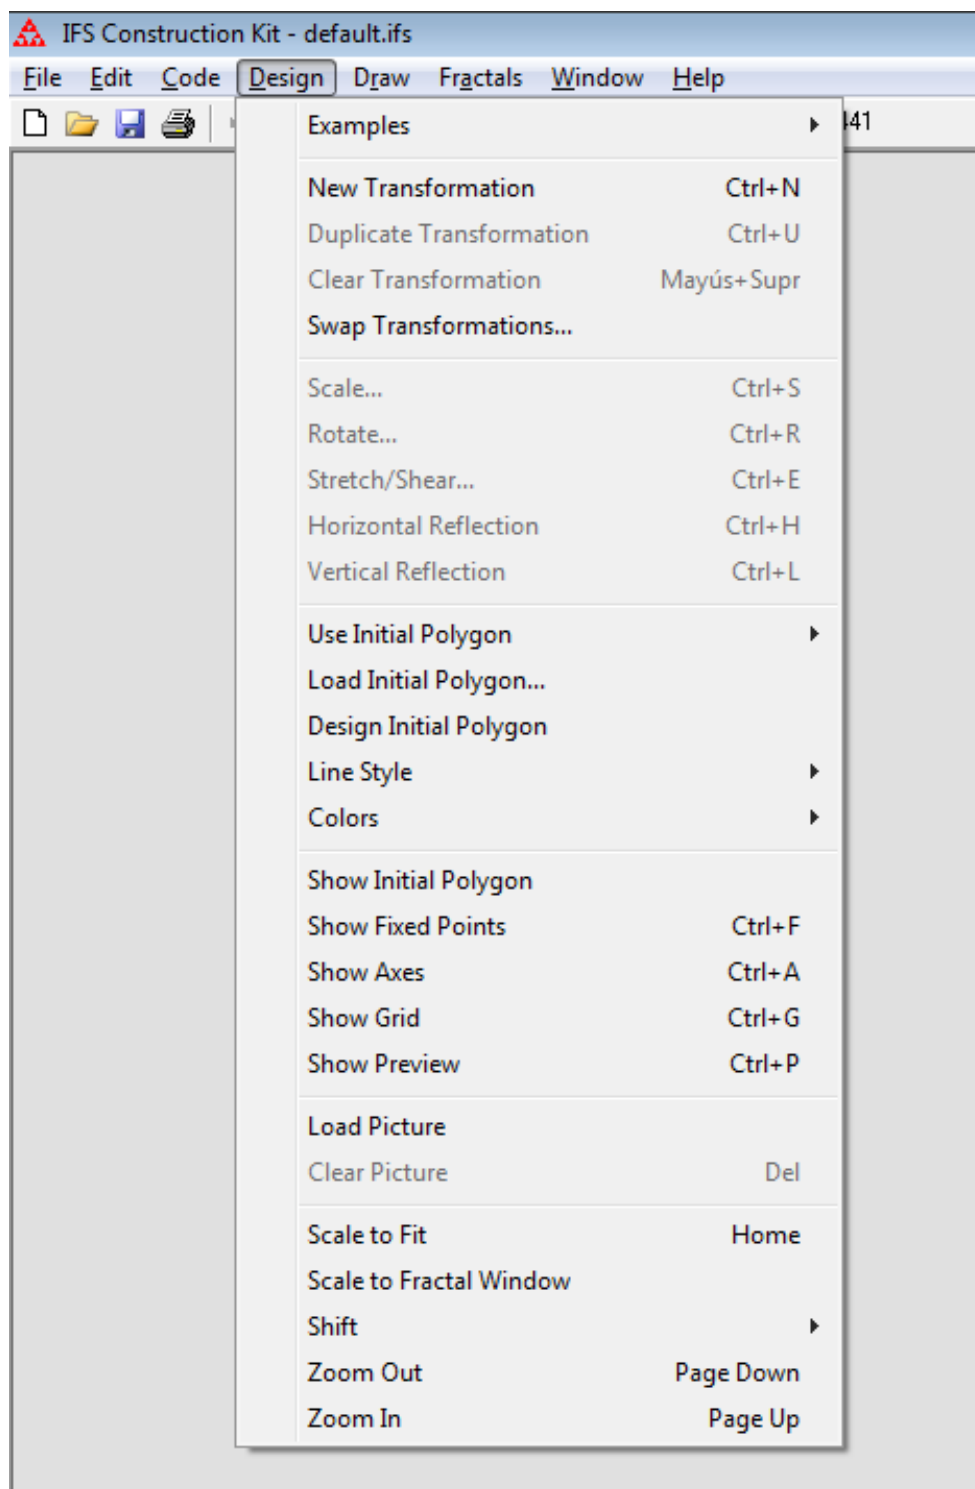 IFS Construction Kit - default.ifs
File Edit Code Design Draw Fractals Window Help
441
Examples
New Transformation Ctrl+N
Duplicate Transformation Ctrl+U
Clear Transformation Mayús+Supr
Swap Transformations...
Scale... Ctrl+S
Rotate... Ctrl+R
Stretch/Shear... Ctrl+E
Horizontal Reflection Ctrl+H
Vertical Reflection Ctrl+L
Use Initial Polygon
Load Initial Polygon...
Design Initial Polygon
Line Style
Colors
Show Initial Polygon
Show Fixed Points Ctrl+F
Show Axes Ctrl+A
Show Grid Ctrl+G
Show Preview Ctrl+P
Load Picture
Clear Picture Del
Scale to Fit Home
Scale to Fractal Window
Shift
Zoom Out Page Down
Zoom In Page Up